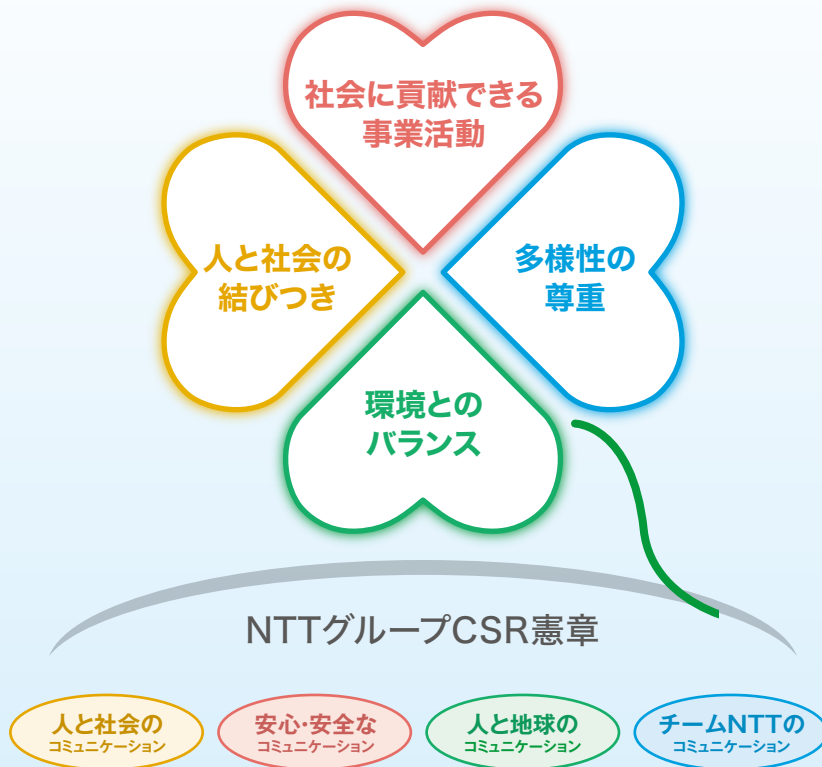 社会に貢献できる
事業活動
人と社会の
結びつき
多様性の
尊重
環境との
バランス
NTTグループCSR憲章
人と社会の
コミュニケーション
安心・安全な
コミュニケーション
人と地球の
コミュニケーション
チームNTTの
コミュニケーション